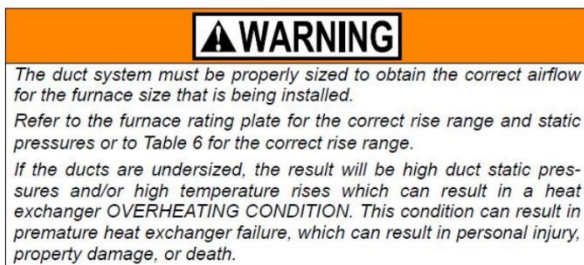 WARNING
The duct system must be properly sized to obtain the correct airflow
for the furnace size that is being installed.
Refer to the furnace rating plate for the correct rise range and static
pressures or to Table 6 for the correct rise range.
If the ducts are undersized, the result will be high duct static pres-
sures and/or high temperature rises which can result in a heat
exchanger OVERHEATING CONDITION. This condition can result in
premature heat exchanger failure, which can result in personal injury,
property damage, or death.